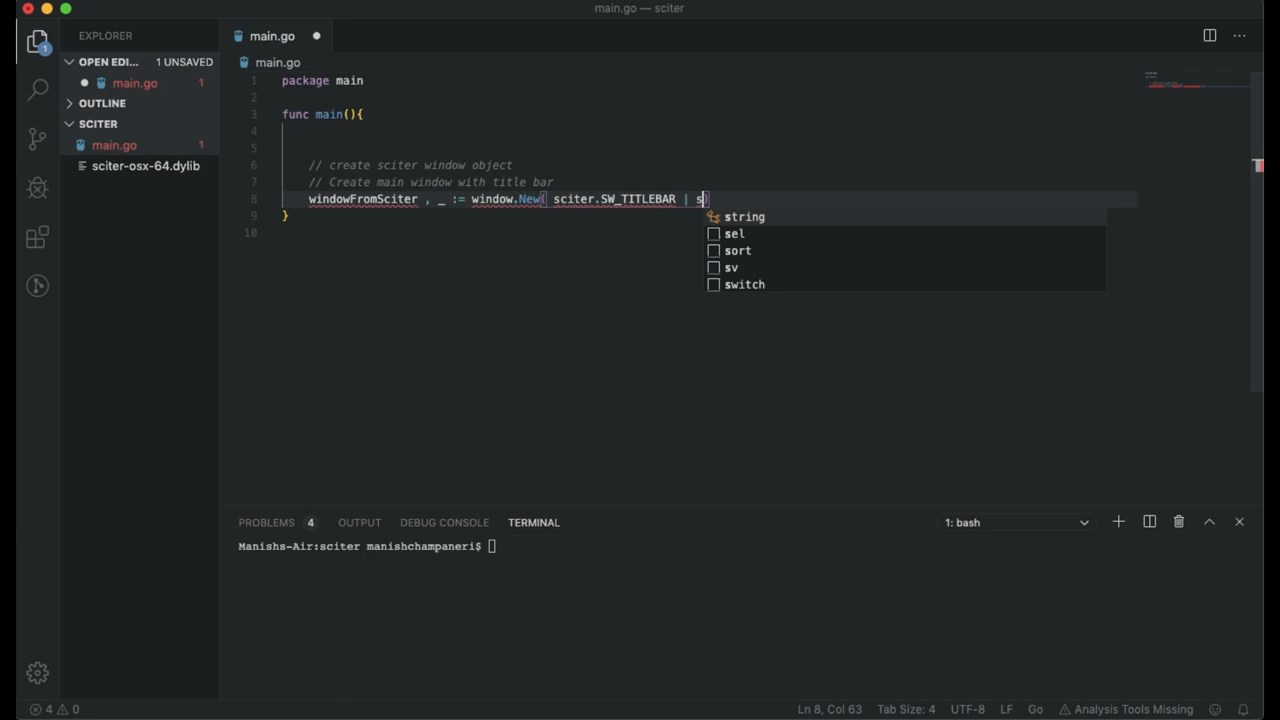 main.go — sciter
EXPLORER
OPEN EDI... 1 UNSAVED
main.go 1
OUTLINE
SCITER
main.go 1
sciter-osx-64.dylib
1
main.go
main.go
1 package main
2
3 func main(){
4
5
6 // create sciter window object
7 // Create main window with title bar
8 windowFromSciter , _ := window.New( sciter.SW_TITLEBAR | s)
9 }
10
string
sel
sort
sv
switch
PROBLEMS 4 OUTPUT DEBUG CONSOLE TERMINAL 1: bash
Manishs-Air:sciter manishchampaneri$
4 0 Ln 8, Col 63 Tab Size: 4 UTF-8 LF Go Analysis Tools Missing